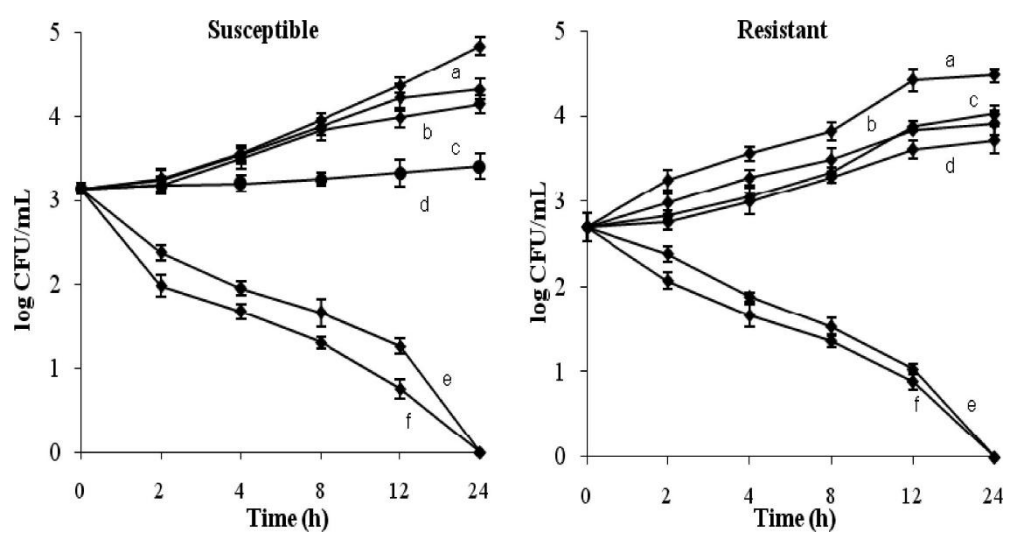 Susceptible
5
4
3
2
1
0
log CFU/mL
a
b
c
d
e
f
0 2 4 8 12 24
Time (h)
Resistant
5
4
3
2
1
0
log CFU/mL
a
c
b
d
e
f
0 2 4 8 12 24
Time (h)